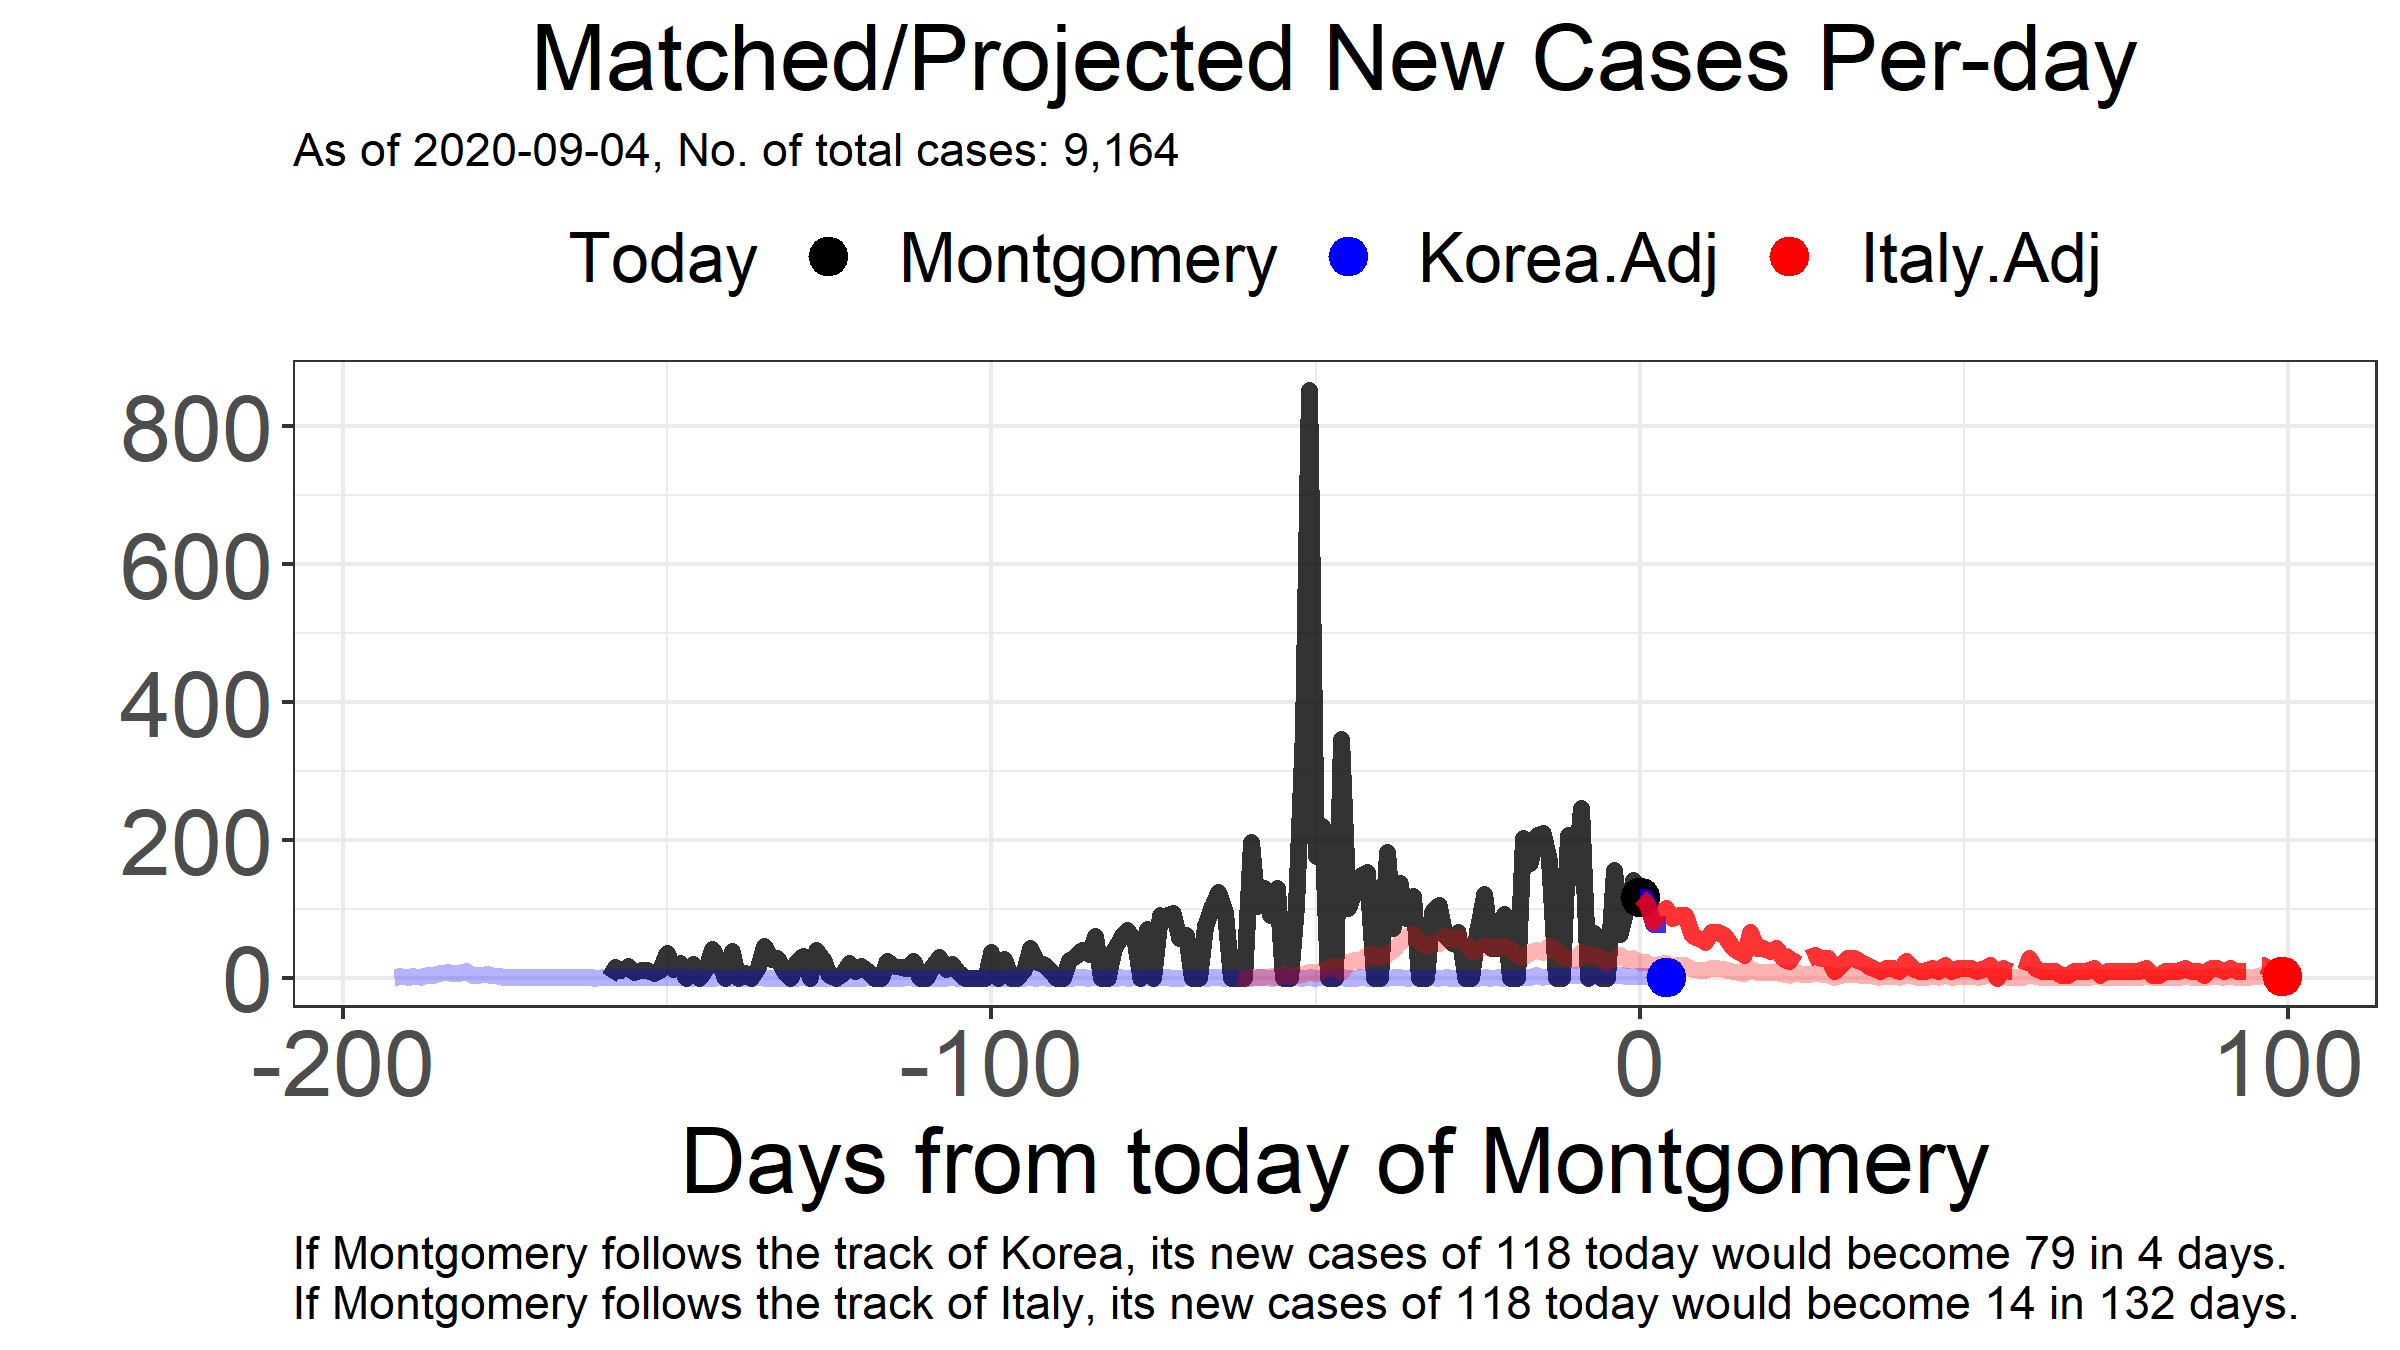 Matched/Projected New Cases Per-day
As of 2020-09-04, No. of total cases: 9,164
Today Montgomery Korea.Adj Italy.Adj
800
600
400
200
0
-200 -100 0 100
Days from today of Montgomery
If Montgomery follows the track of Korea, its new cases of 118 today would become 79 in 4 days.
If Montgomery follows the track of Italy, its new cases of 118 today would become 14 in 132 days.